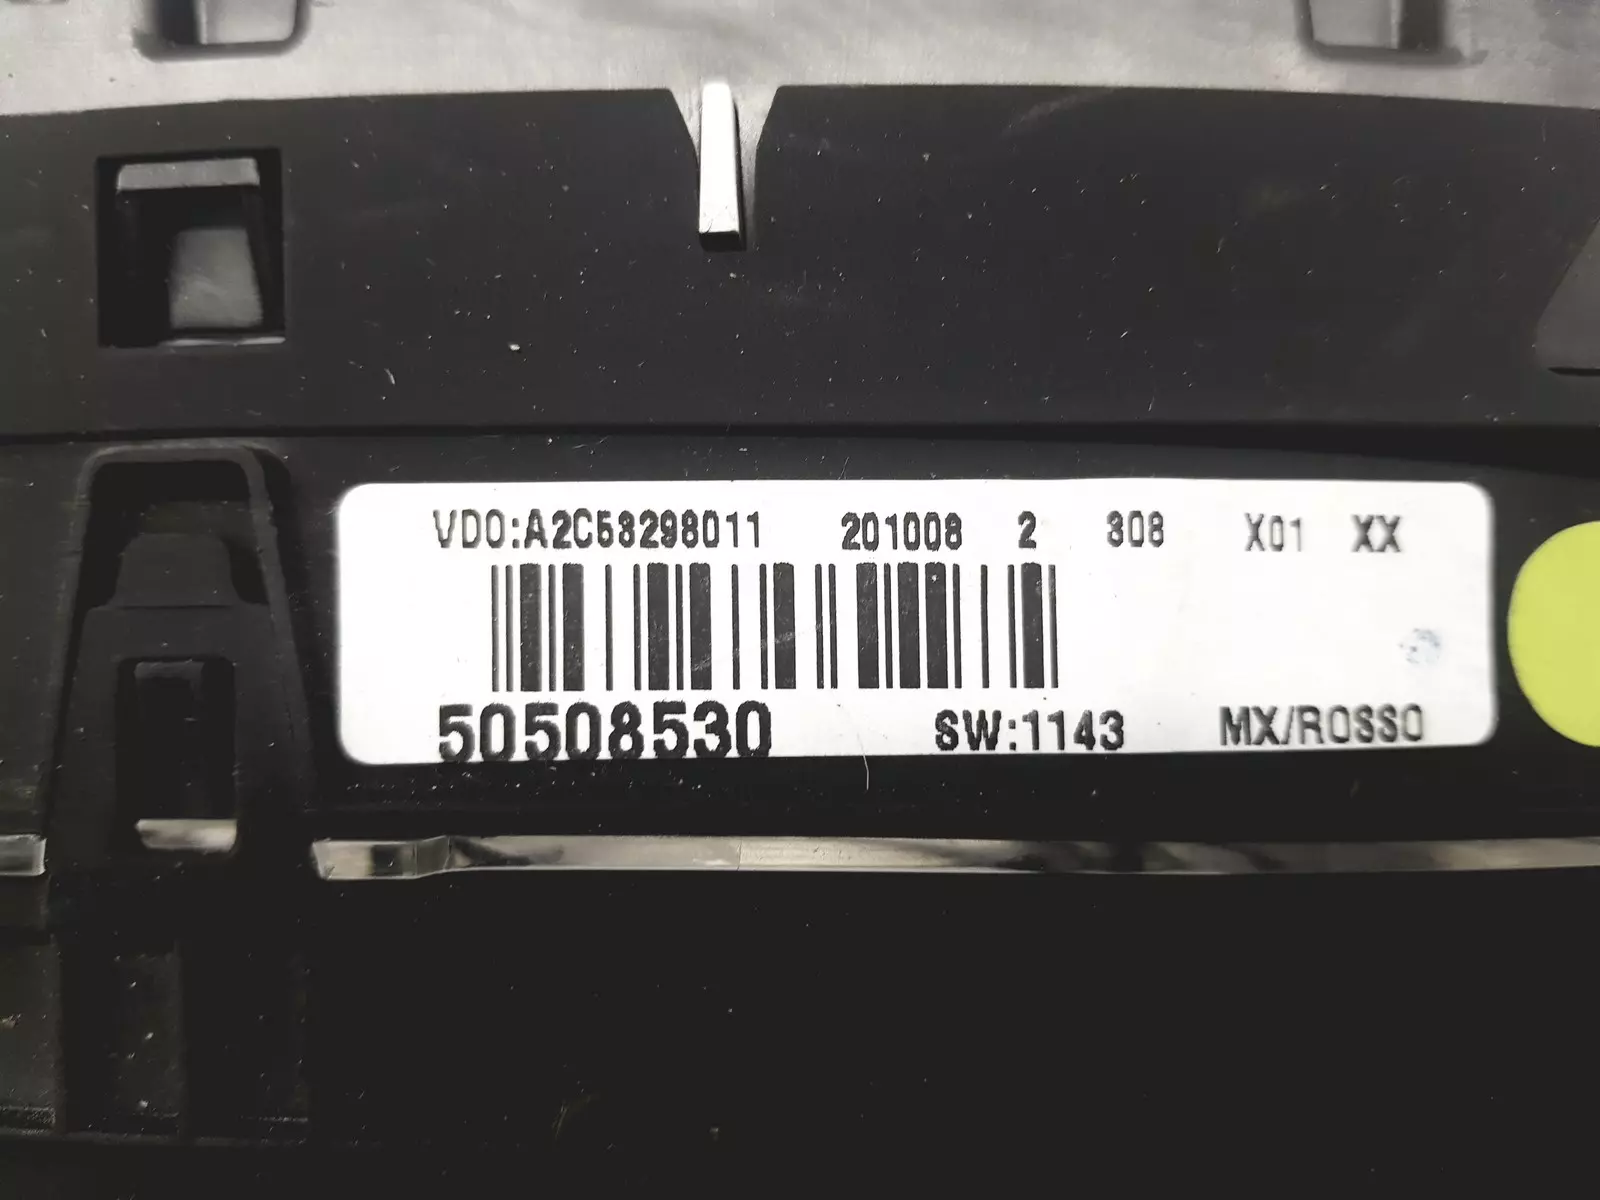 VDO:A2C53298011 201008 2 308 X01 XX
50508530 SW:1143 MX/ROSSO